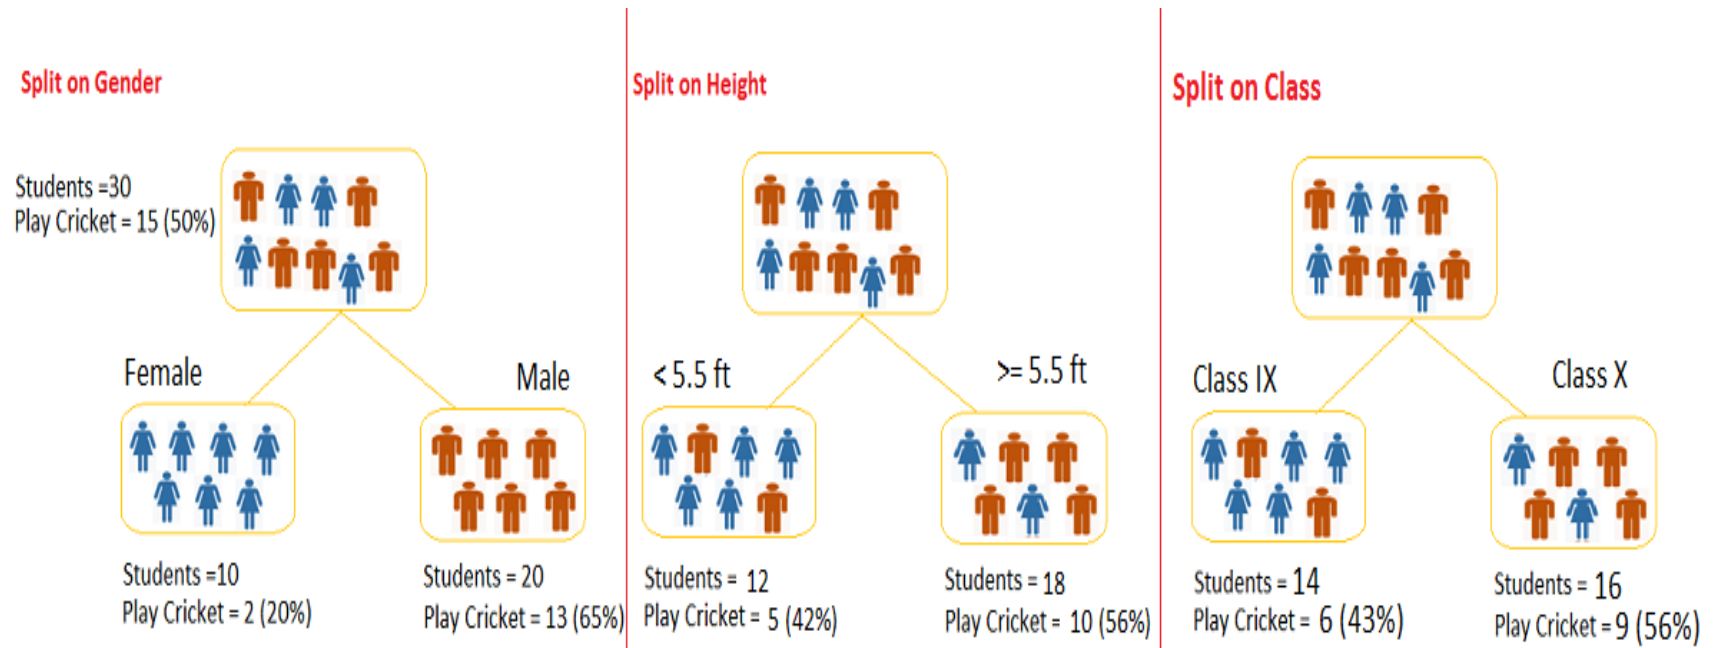 Split on Gender
Students =30
Play Cricket = 15 (50%)
Female
Male
Students =10
Play Cricket = 2 (20%)
Students = 20
Play Cricket = 13 (65%)
Split on Height
< 5.5 ft
>= 5.5 ft
Students = 12
Play Cricket = 5 (42%)
Students = 18
Play Cricket = 10 (56%)
Split on Class
Class IX
Class X
Students = 14
Play Cricket = 6 (43%)
Students = 16
Play Cricket = 9 (56%)